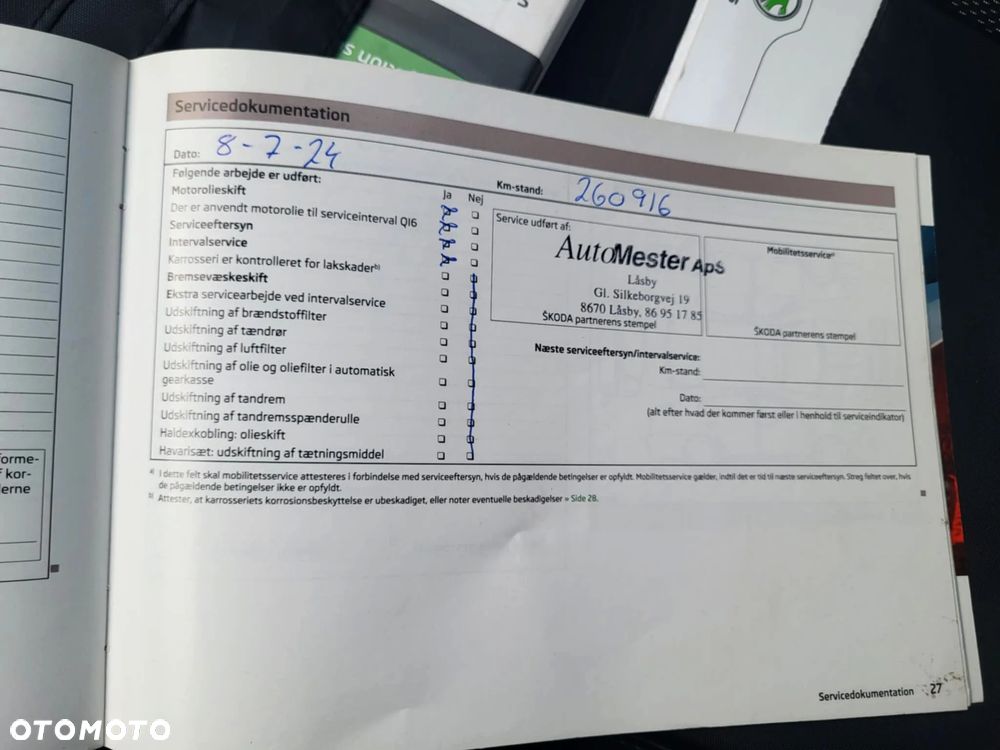 Servicedokumentation
Dato: 8-7-24
Km-stand: 260916
Følgende arbejde er udført:
Ja Nej
Motorolieskift
Der er anvendt motorolie til serviceinterval QI6
Serviceeftersyn
Intervalservice
Karrosseri er kontrolleret for lakskader b)
Bremsevæskeskift
Ekstra servicearbejde ved intervalservice
Udskiftning af brændstoffilter
Udskiftning af tændrør
Udskiftning af luftfilter
Udskiftning af olie og oliefilter i automatisk
gearkasse
Udskiftning af tandrem
Udskiftning af tandremsspænderulle
Haldexkobling: olieskift
Havarisæt: udskiftning af tætningsmiddel
Service udført af:
AutoMester ApS
Låsby
Gl. Silkeborgvej 19
8670 Låsby, 86 95 17 85
ŠKODA partnerens stempel
Mobilitetsservice a)
ŠKODA partnerens stempel
Næste serviceeftersyn/intervalservice:
Km-stand:
Dato:
(alt efter hvad der kommer først eller i henhold til serviceindikator)
a) I dette felt skal mobilitetsservice attesteres i forbindelse med serviceeftersyn, hvis de pågældende betingelser er opfyldt. Mobilitetsservice gælder, indtil det er tid til næste serviceeftersyn. Streg feltet over, hvis
de pågældende betingelser ikke er opfyldt.
b) Attester, at karrosseriets korrosionsbeskyttelse er ubeskadiget, eller noter eventuelle beskadigelser » Side 28.
Servicedokumentation 27
OTOMOTO